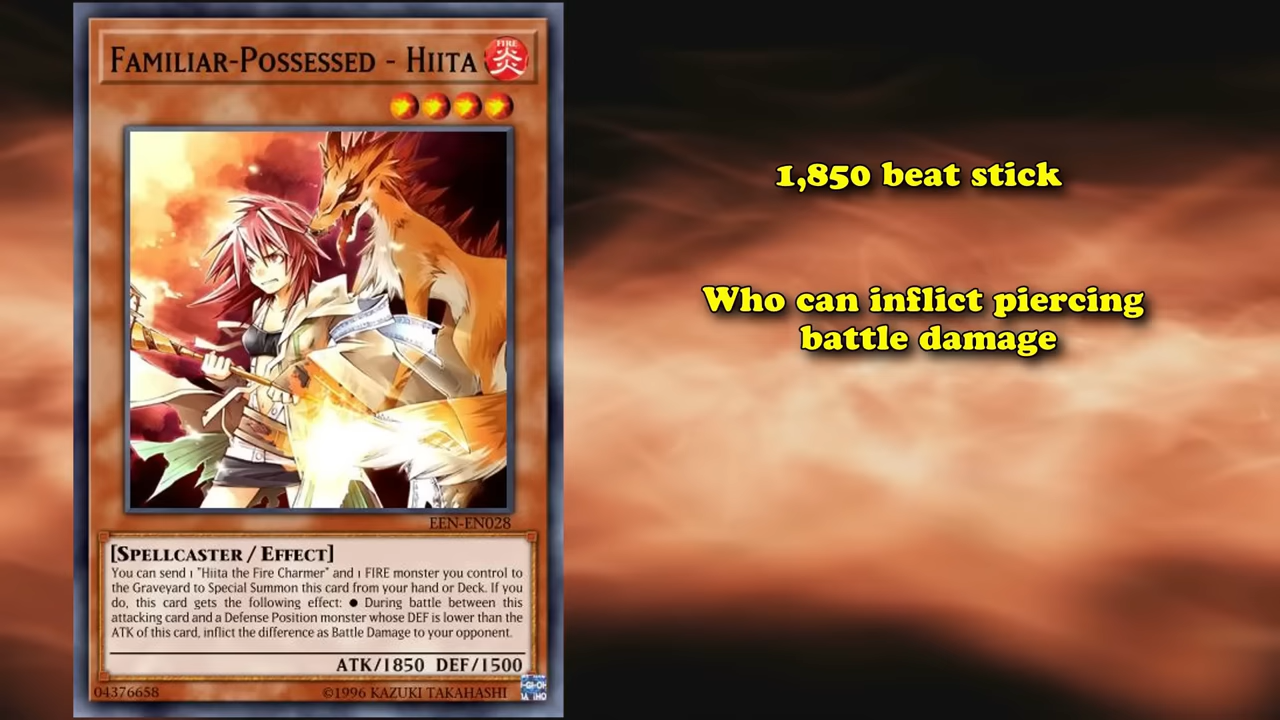 FAMILIAR-POSSESSED - HIITA
FIRE
炎
EEN-EN028
[SPELLCASTER / EFFECT]
You can send 1 "Hiita the Fire Charmer" and 1 FIRE monster you control to
the Graveyard to Special Summon this card from your hand or Deck. If you
do, this card gets the following effect: ● During battle between this
attacking card and a Defense Position monster whose DEF is lower than the
ATK of this card, inflict the difference as Battle Damage to your opponent.
ATK/1850 DEF/1500
04376658
©1996 KAZUKI TAKAHASHI
1,850 beat stick
Who can inflict piercing
battle damage